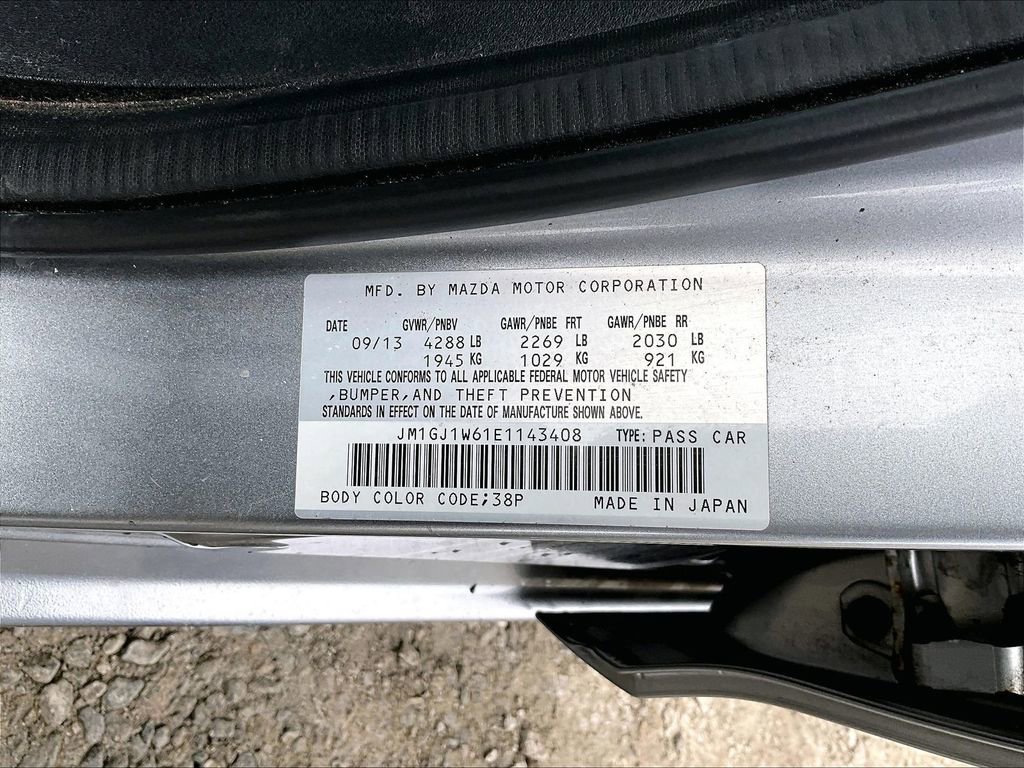 MFD. BY MAZDA MOTOR CORPORATION
DATE GVWR/PNBV GAWR/PNBE FRT GAWR/PNBE RR
09/13 4288 LB 2269 LB 2030 LB
1945 KG 1029 KG 921 KG
THIS VEHICLE CONFORMS TO ALL APPLICABLE FEDERAL MOTOR VEHICLE SAFETY
,BUMPER,AND THEFT PREVENTION
STANDARDS IN EFFECT ON THE DATE OF MANUFACTURE SHOWN ABOVE.
JM1GJ1W61E1143408 TYPE: PASS CAR
BODY COLOR CODE;38P MADE IN JAPAN